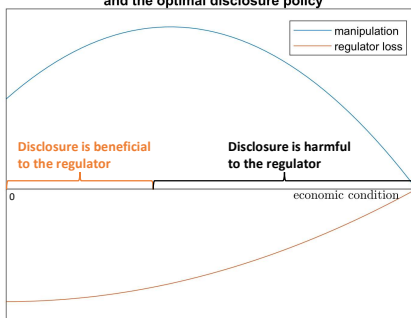 and the optimal disclosure policy
manipulation
regulator loss
Disclosure is beneficial
to the regulator
Disclosure is harmful
to the regulator
0
economic condition